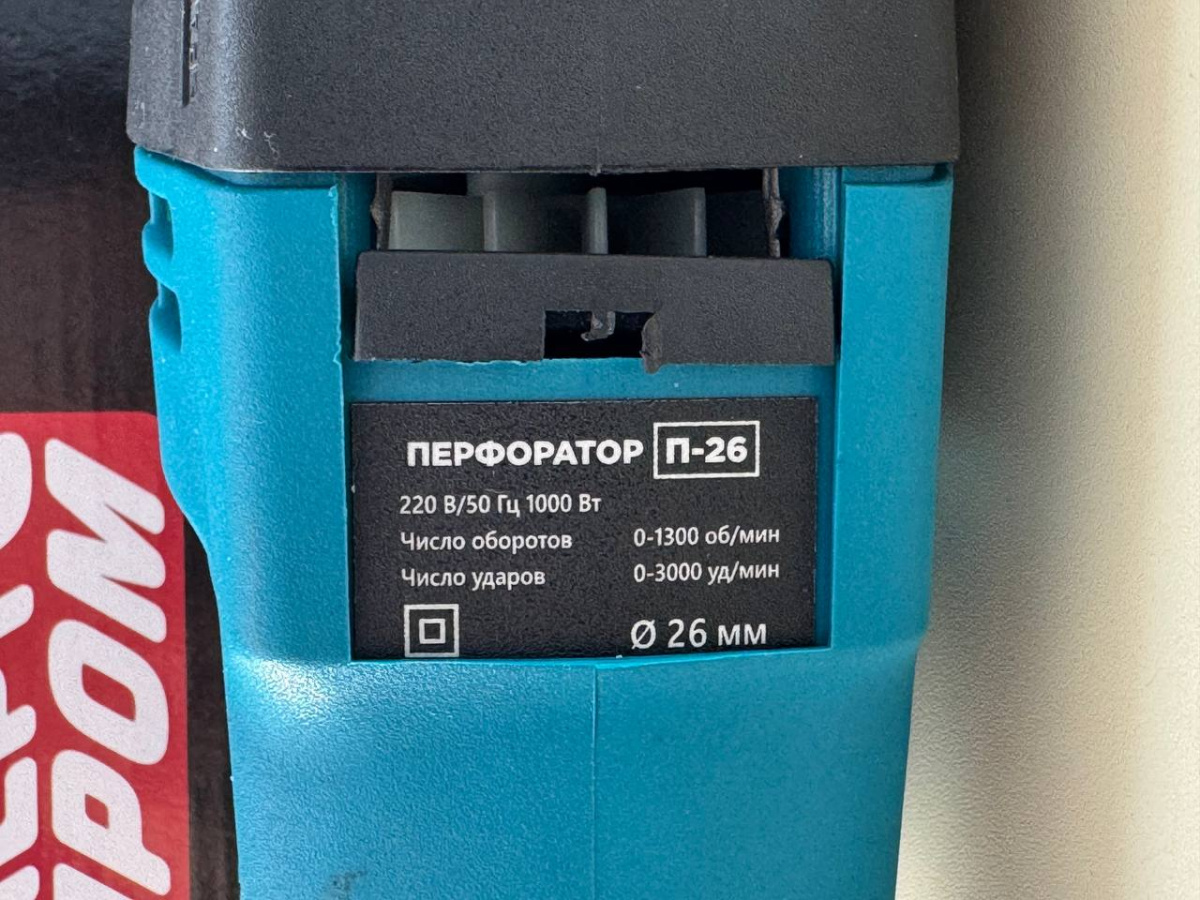 ПЕРФОРАТОР П-26
220 В/50 Гц 1000 Вт
Число оборотов 0-1300 об/мин
Число ударов 0-3000 уд/мин
Ø 26 мм